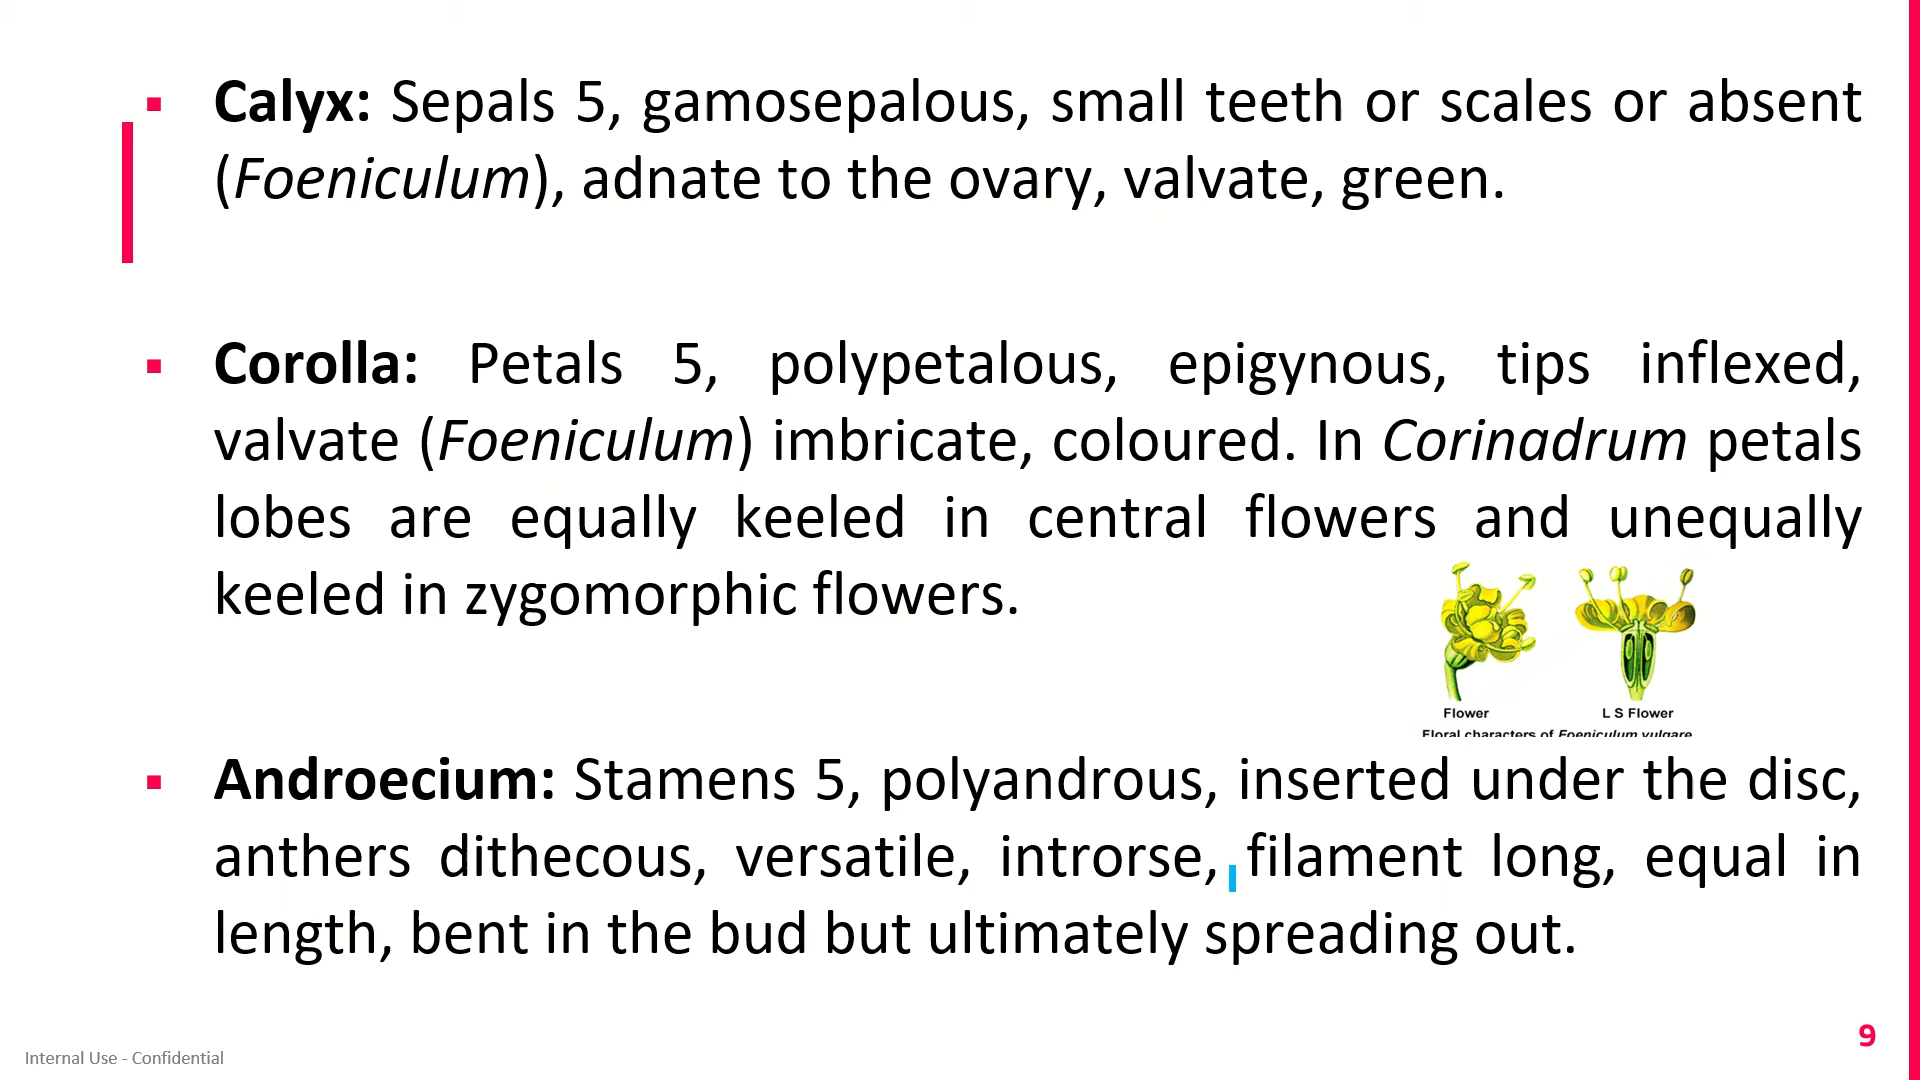 Calyx: Sepals 5, gamosepalous, small teeth or scales or absent
(Foeniculum), adnate to the ovary, valvate, green.
Corolla: Petals 5, polypetalous, epigynous, tips inflexed,
valvate (Foeniculum) imbricate, coloured. In Corinadrum petals
lobes are equally keeled in central flowers and unequally
keeled in zygomorphic flowers.
Flower
L S Flower
Floral characters of Foeniculum vulgare
Androecium: Stamens 5, polyandrous, inserted under the disc,
anthers dithecous, versatile, introrse, filament long, equal in
length, bent in the bud but ultimately spreading out.
9
Internal Use - Confidential